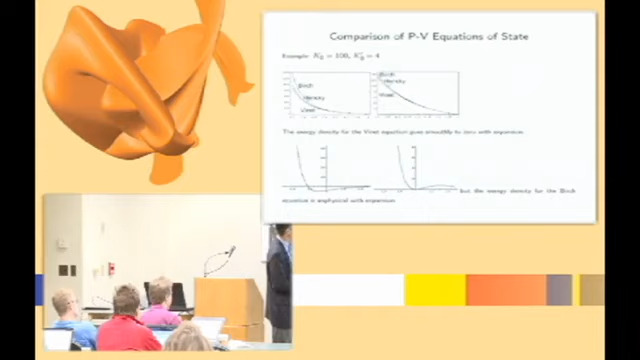 Comparison of P-V Equations of State
Example: K₀ = 100, K₀′ = 4
Birch
Hencky
Vinet
Birch
Hencky
Vinet
The energy density for the Vinet equation goes smoothly to zero with expansion
but the energy density for the Birch
equation is unphysical with expansion